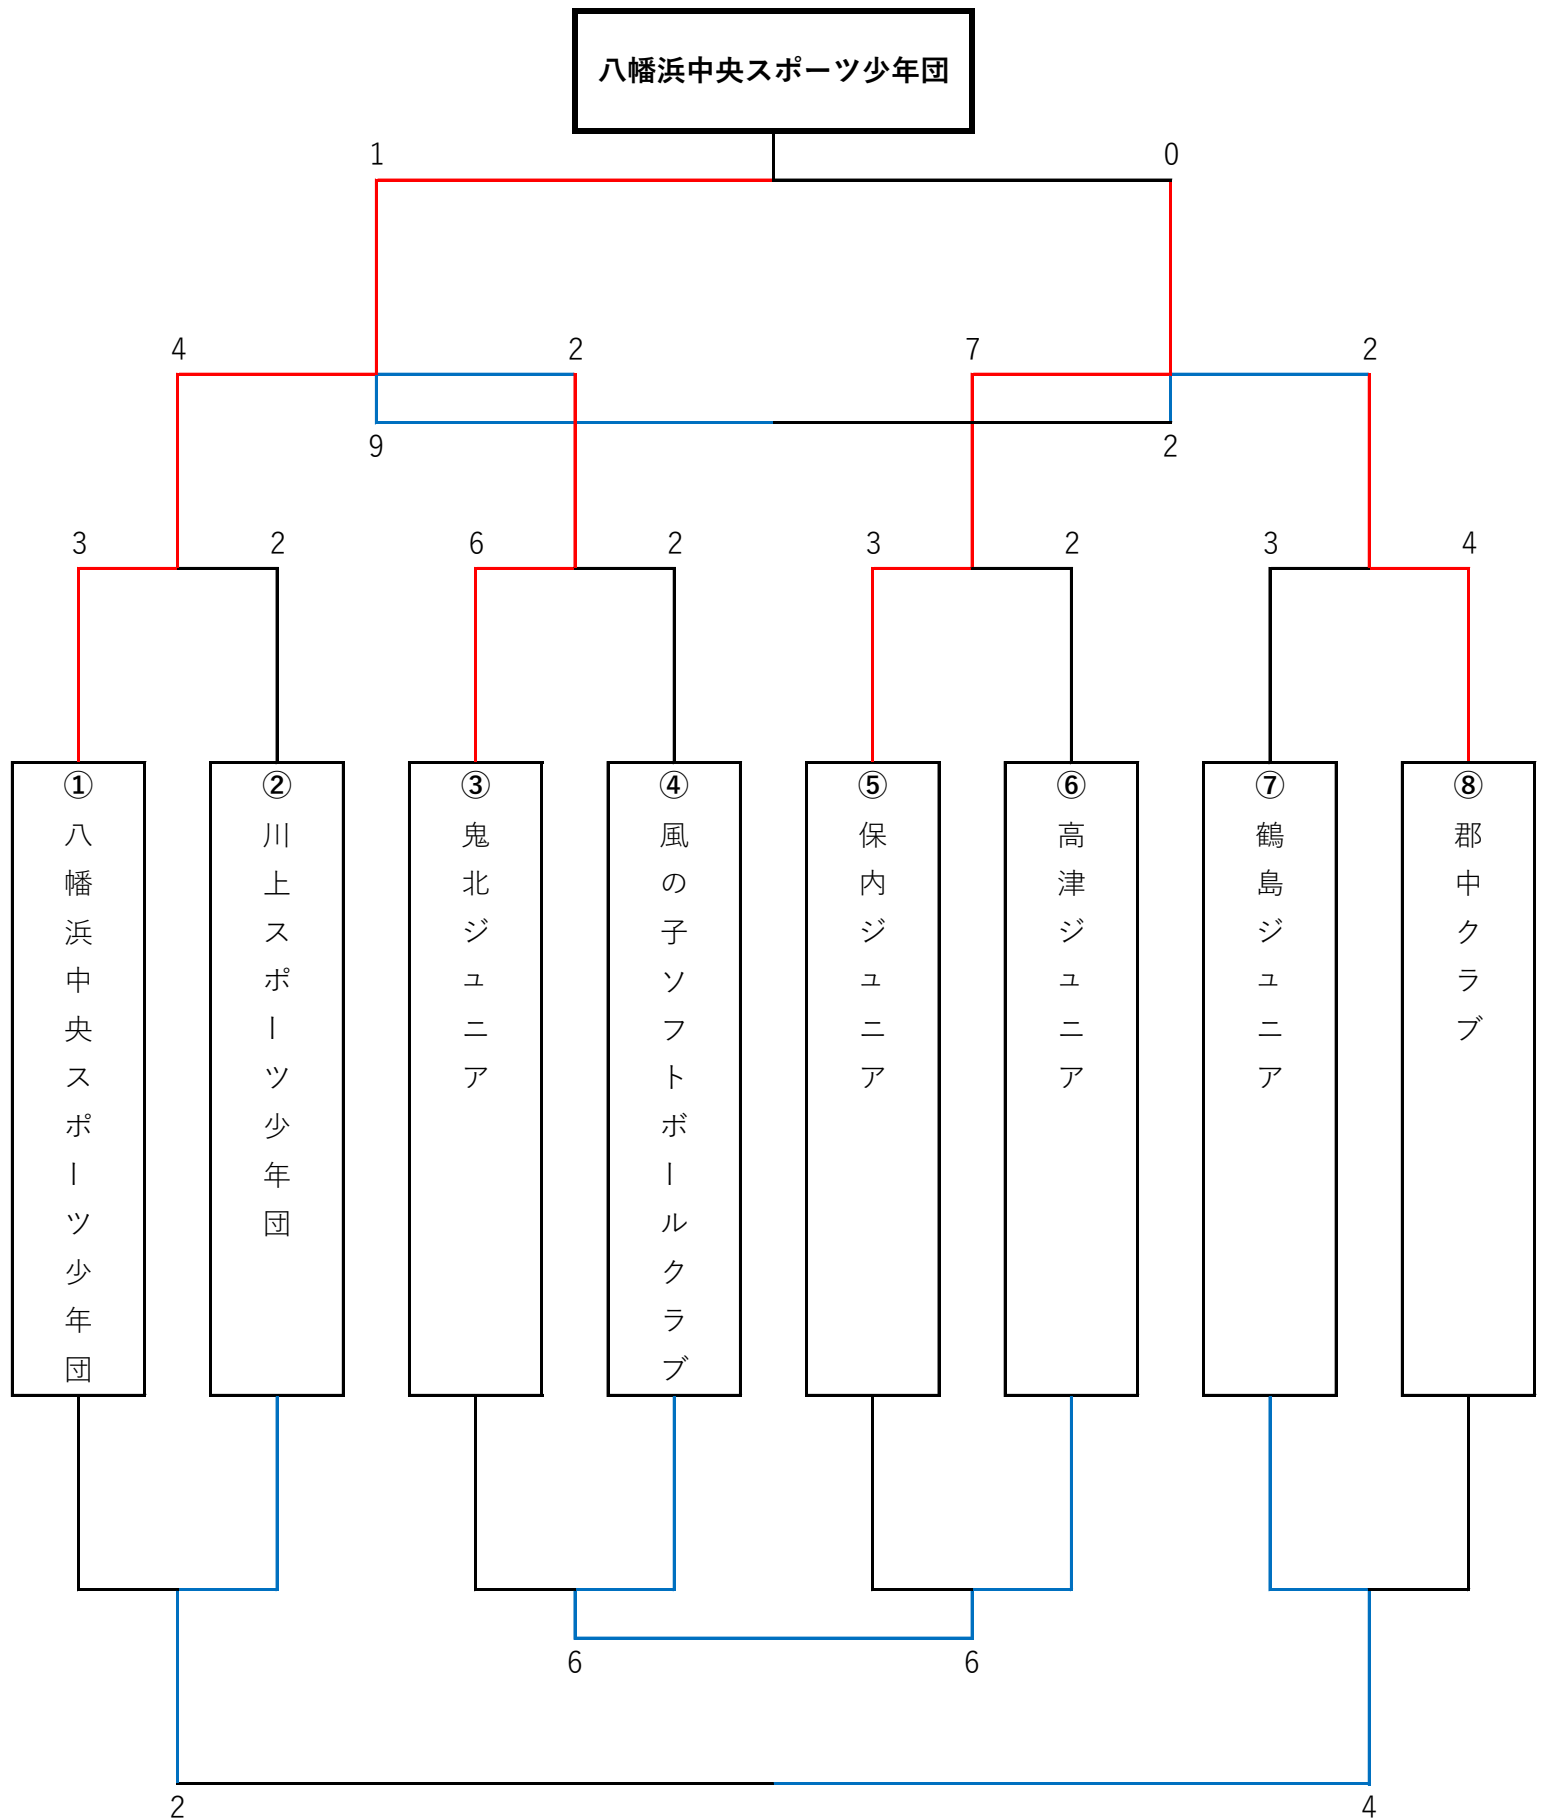 八幡浜中央スポーツ少年団
1 0
4 2 7 2
9 2
3 2 6 2 3 2 3 4
①八幡浜中央スポーツ少年団
②川上スポーツ少年団
③鬼北ジュニア
④風の子ソフトボールクラブ
⑤保内ジュニア
⑥高津ジュニア
⑦鶴島ジュニア
⑧郡中クラブ
6 6
2 4